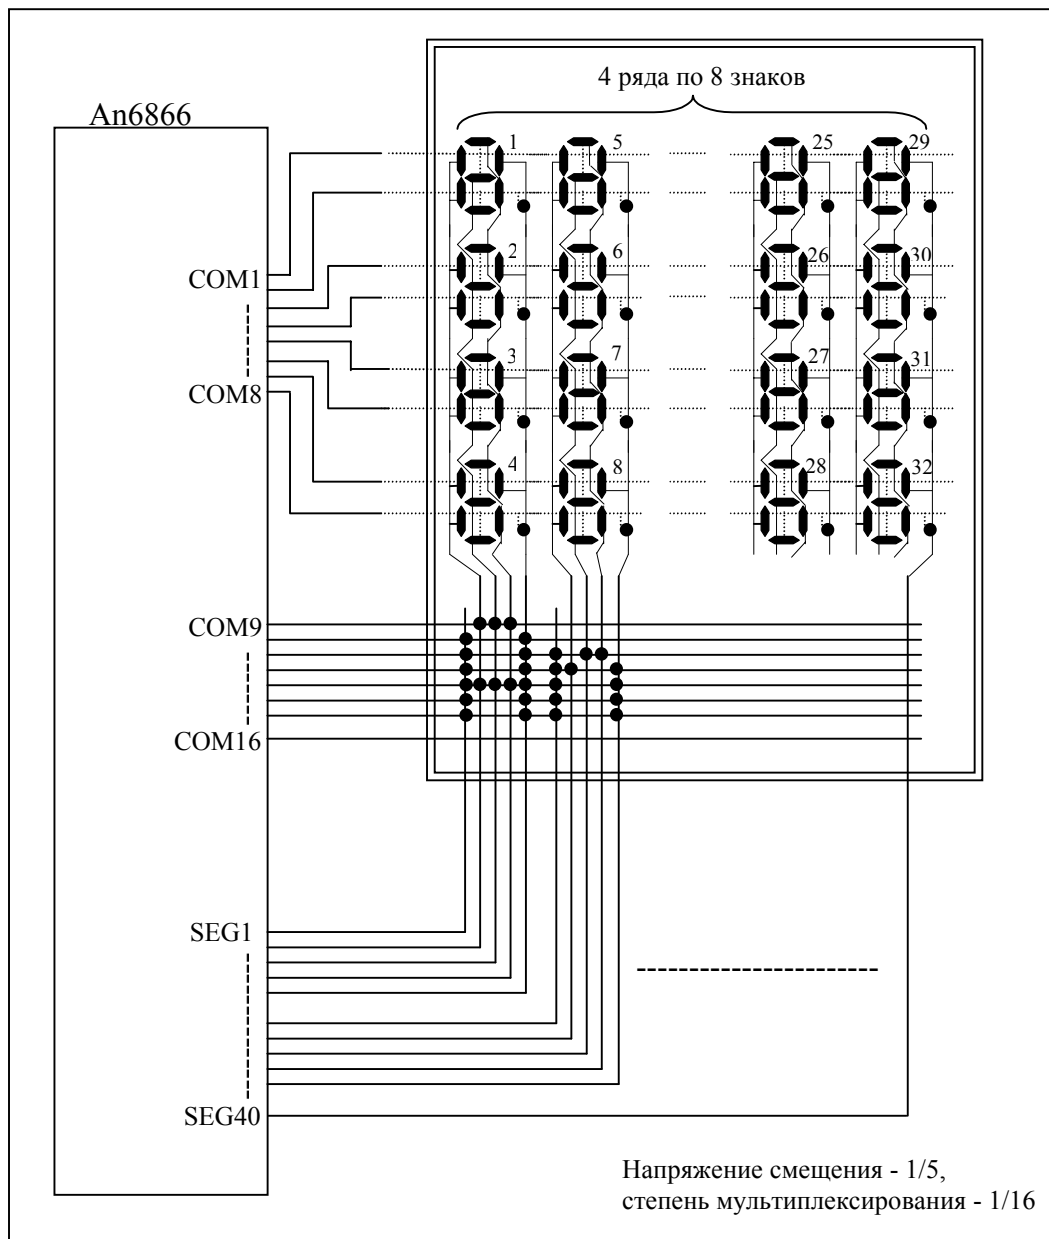 4 ряда по 8 знаков
An6866
1 5 25 29
2 6 26 30
COM1
3 7 27 31
COM8
4 8 28 32
COM9
COM16
SEG1
SEG40
Напряжение смещения - 1/5,
степень мультиплексирования - 1/16